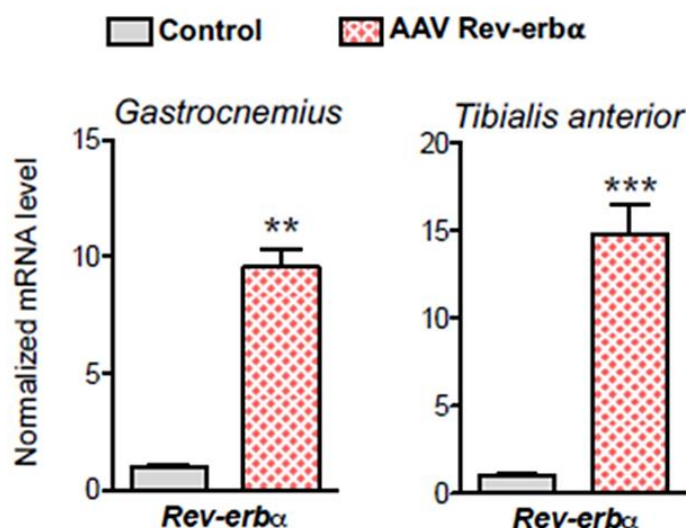 Control AAV Rev-erbα
Gastrocnemius Tibialis anterior
Normalized mRNA level
15
10
5
0
**
Rev-erbα
20
15
10
5
0
***
Rev-erbα